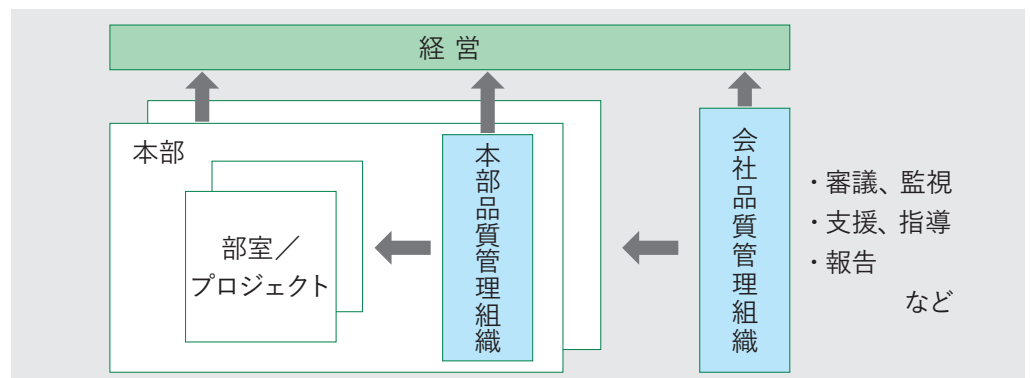 経営
本部
部室／
プロジェクト
本部品質管理組織
会社品質管理組織
・審議、監視
・支援、指導
・報告
など